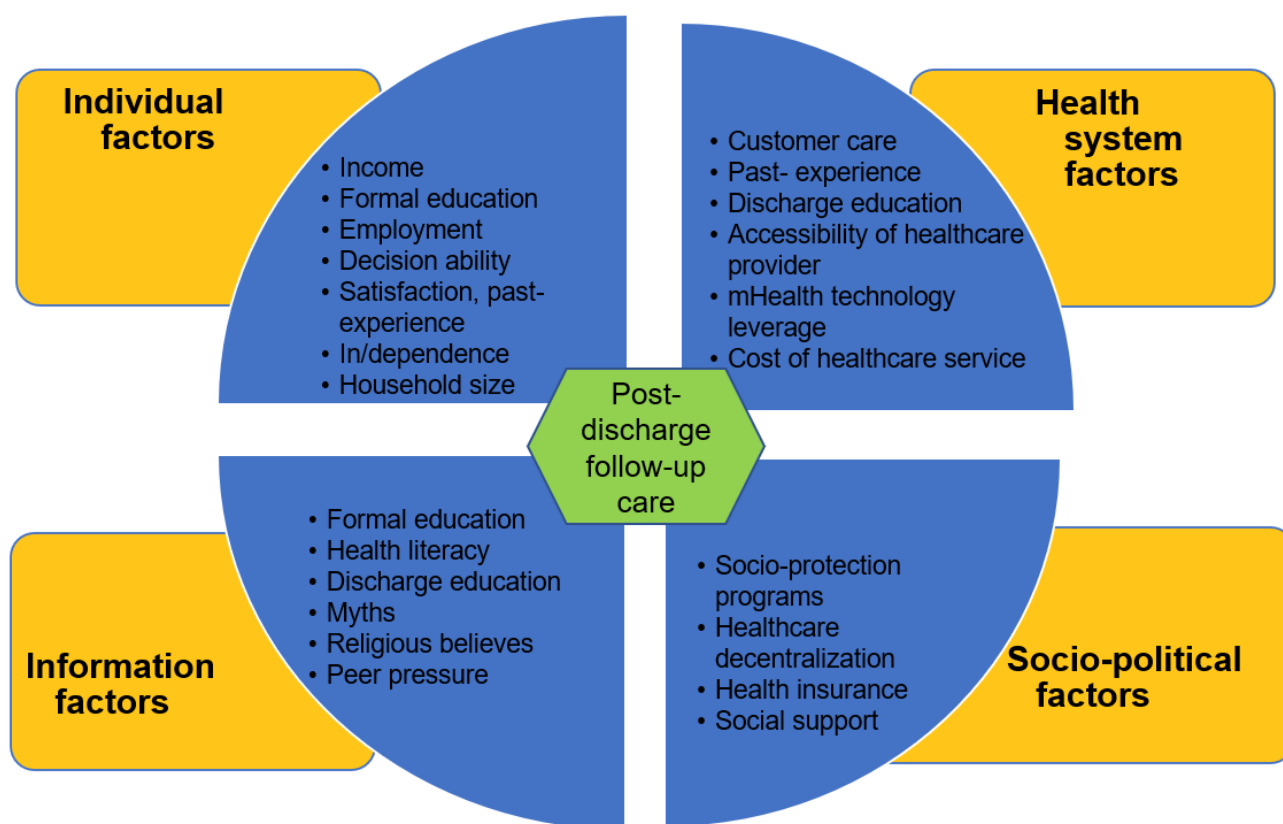 Individual
factors
• Income
• Formal education
• Employment
• Decision ability
• Satisfaction, past-
experience
• In/dependence
• Household size
Health
system
factors
• Customer care
• Past- experience
• Discharge education
• Accessibility of healthcare
provider
• mHealth technology
leverage
• Cost of healthcare service
Post-
discharge
follow-up
care
Information
factors
• Formal education
• Health literacy
• Discharge education
• Myths
• Religious believes
• Peer pressure
Socio-political
factors
• Socio-protection
programs
• Healthcare
decentralization
• Health insurance
• Social support